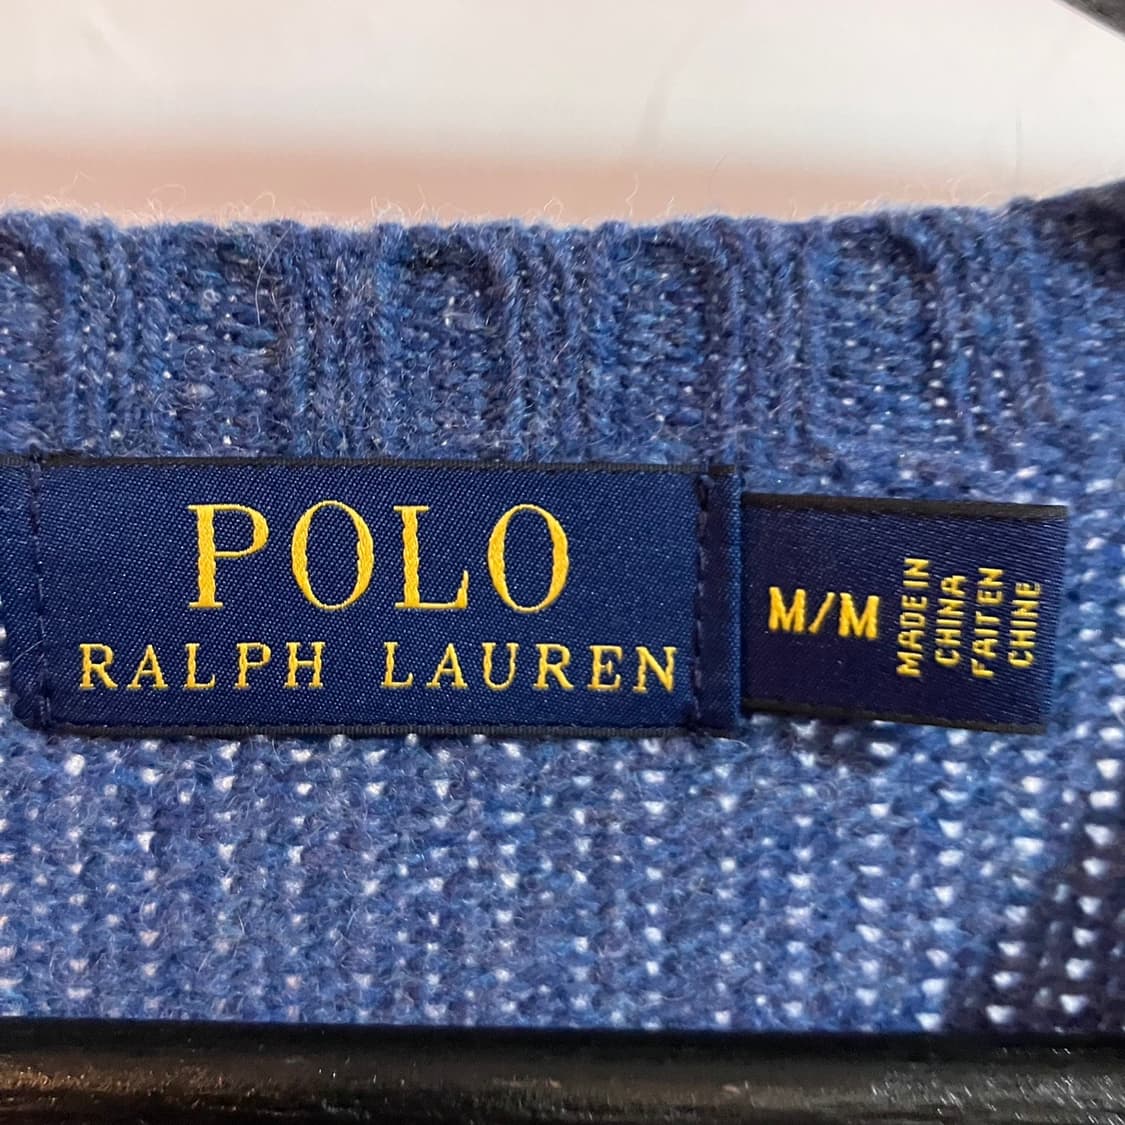 POLO
RALPH LAUREN
M/M
MADE IN
CHINA
FAIT EN
CHINE